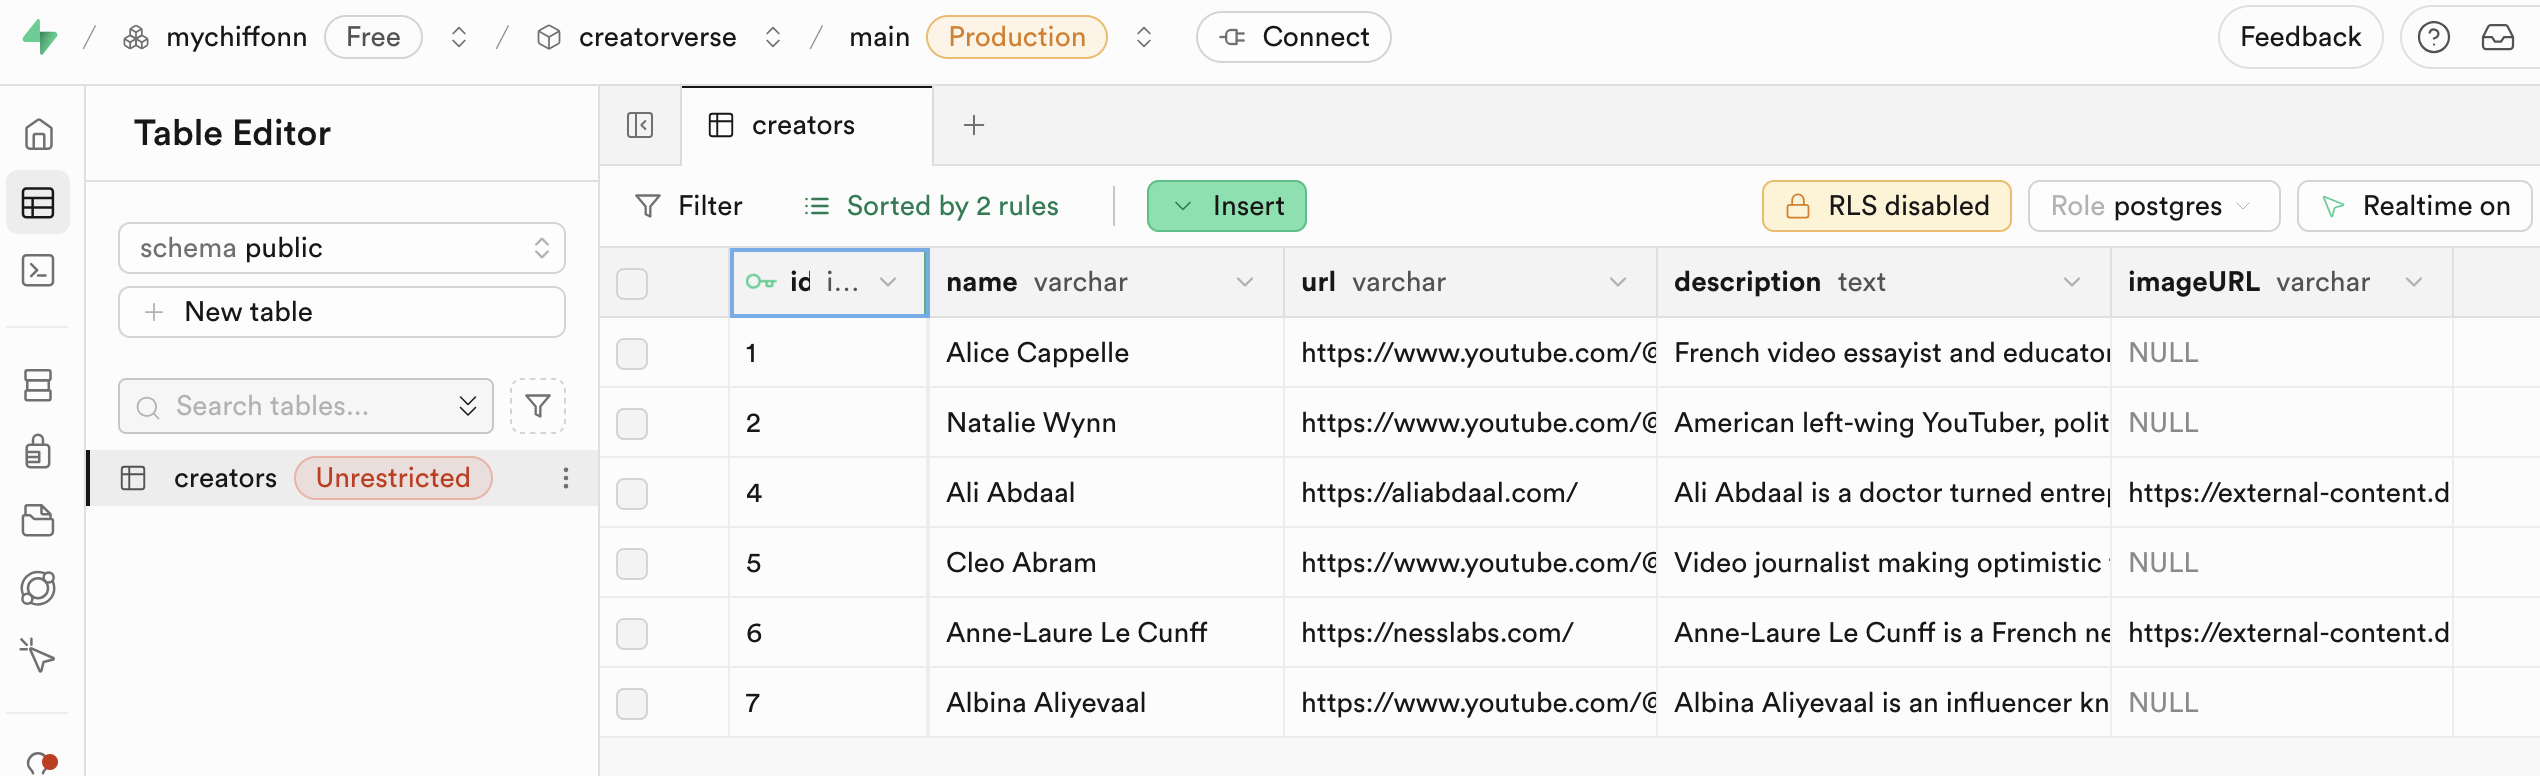 mychiffonn Free creatorverse main Production Connect Feedback
Table Editor
creators
Filter Sorted by 2 rules Insert RLS disabled Role postgres Realtime on
schema public
New table
Search tables...
creators Unrestricted
id i... name varchar url varchar description text imageURL varchar
1 Alice Cappelle https://www.youtube.com/@ French video essayist and educator NULL
2 Natalie Wynn https://www.youtube.com/@ American left-wing YouTuber, polit NULL
4 Ali Abdaal https://aliabdaal.com/ Ali Abdaal is a doctor turned entrep https://external-content.d
5 Cleo Abram https://www.youtube.com/@ Video journalist making optimistic NULL
6 Anne-Laure Le Cunff https://nesslabs.com/ Anne-Laure Le Cunff is a French ne https://external-content.d
7 Albina Aliyevaal https://www.youtube.com/@ Albina Aliyevaal is an influencer kn NULL